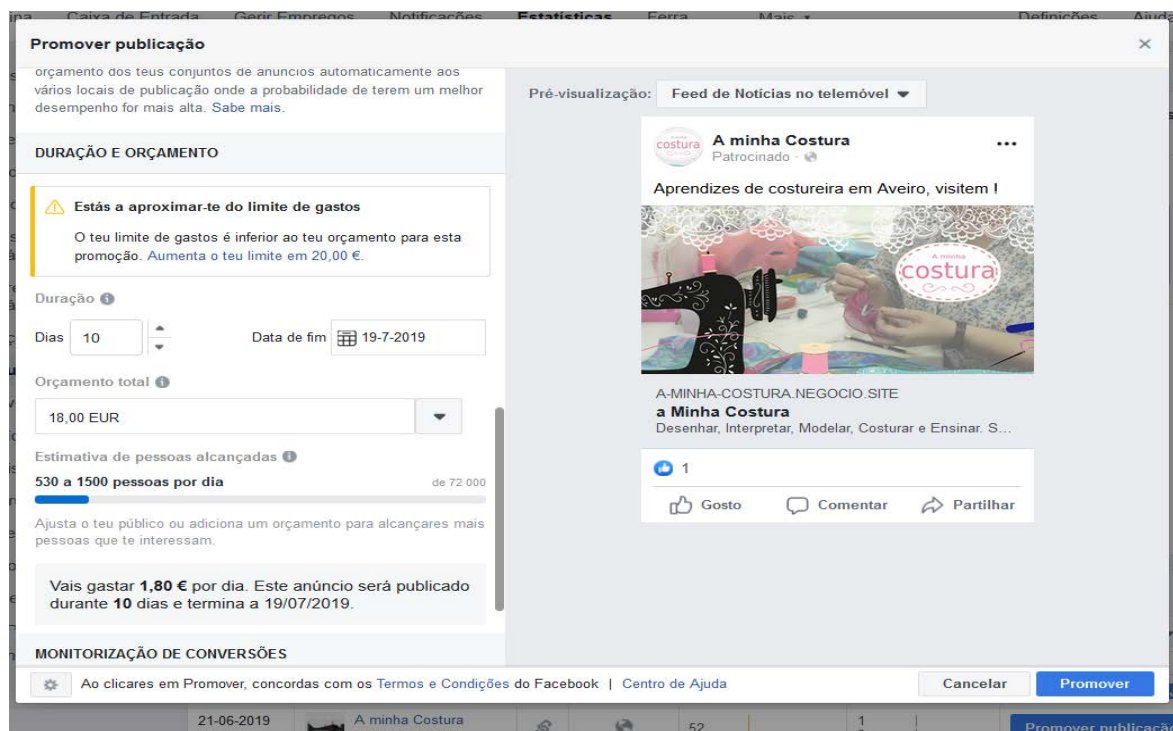 Caixa de Entrada Gerir Empregos Notificações Estatísticas Ferra Mais Definições Ajuda
Promover publicação
orçamento dos teus conjuntos de anúncios automaticamente aos
vários locais de publicação onde a probabilidade de terem um melhor
desempenho for mais alta. Sabe mais.
DURAÇÃO E ORÇAMENTO
Estás a aproximar-te do limite de gastos
O teu limite de gastos é inferior ao teu orçamento para esta
promoção. Aumenta o teu limite em 20,00 €.
Duração
Dias 10 Data de fim 19-7-2019
Orçamento total
18,00 EUR
Estimativa de pessoas alcançadas
530 a 1500 pessoas por dia de 72 000
Ajusta o teu público ou adiciona um orçamento para alcançares mais
pessoas que te interessam.
Vais gastar 1,80 € por dia. Este anúncio será publicado
durante 10 dias e termina a 19/07/2019.
MONITORIZAÇÃO DE CONVERSÕES
Pré-visualização: Feed de Notícias no telemóvel
costura
A minha Costura
Patrocinado
Aprendizes de costureira em Aveiro, visitem !
A minha
costura
A-MINHA-COSTURA.NEGOCIO.SITE
a Minha Costura
Desenhar, Interpretar, Modelar, Costurar e Ensinar. S...
1
Gosto Comentar Partilhar
Ao clicares em Promover, concordas com os Termos e Condições do Facebook | Centro de Ajuda
Cancelar Promover
21-06-2019 A minha Costura 52 1
Promover publicação